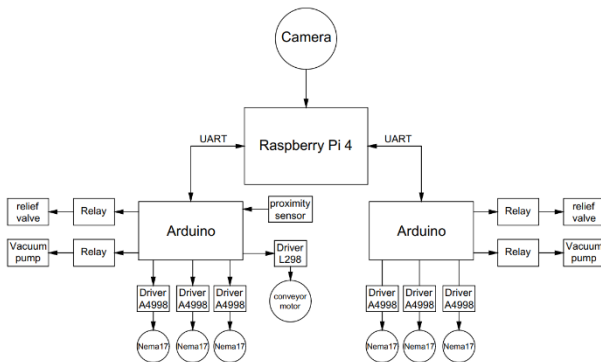 Camera
Raspberry Pi 4
UART
UART
relief
valve
Relay
Vacuum
pump
Relay
Arduino
proximity
sensor
Driver
L298
conveyor
motor
Driver
A4998
Driver
A4998
Driver
A4998
Nema17
Nema17
Nema17
Arduino
Relay
relief
valve
Relay
Vacuum
pump
Driver
A4998
Driver
A4998
Driver
A4998
Nema17
Nema17
Nema17